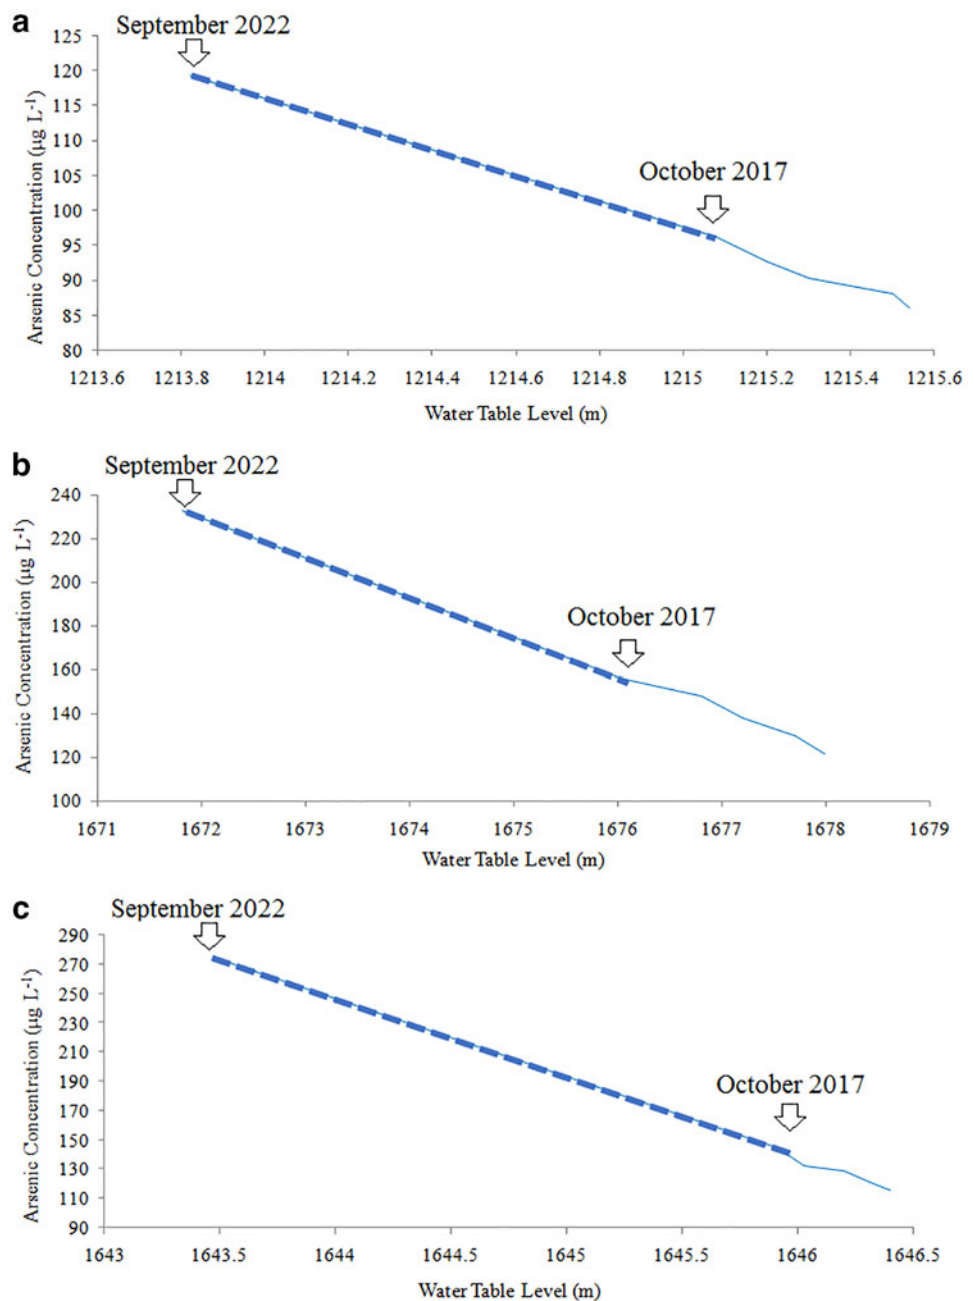 a
September 2022
October 2017
Arsenic Concentration (µg L-1)
125
120
115
110
105
100
95
90
85
80
1213.6 1213.8 1214 1214.2 1214.4 1214.6 1214.8 1215 1215.2 1215.4 1215.6
Water Table Level (m)
b
September 2022
October 2017
Arsenic Concentration (µg L-1)
240
220
200
180
160
140
120
100
1671 1672 1673 1674 1675 1676 1677 1678 1679
Water Table Level (m)
c
September 2022
October 2017
Arsenic Concentration (µg L-1)
290
270
250
230
210
190
170
150
130
110
90
1643 1643.5 1644 1644.5 1645 1645.5 1646 1646.5
Water Table Level (m)